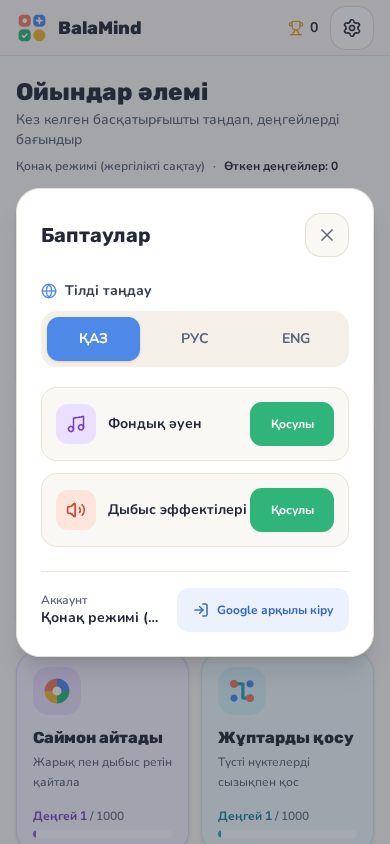 BalaMind
0
Ойындар әлемі
Кез келген басқатырғышты таңдап, деңгейлерді
бағындыр
Қонақ режимі (жергілікті сақтау) · Өткен деңгейлер: 0
Баптаулар
Тілді таңдау
ҚАЗ РУС ENG
Фондық әуен Қосулы
Дыбыс эффектілері Қосулы
Аккаунт
Қонақ режимі (...
Google арқылы кіру
Саймон айтады
Жарық пен дыбыс ретін
қайтала
Деңгей 1 / 1000
Жұптарды қосу
Түсті нүктелерді
сызықпен қос
Деңгей 1 / 1000